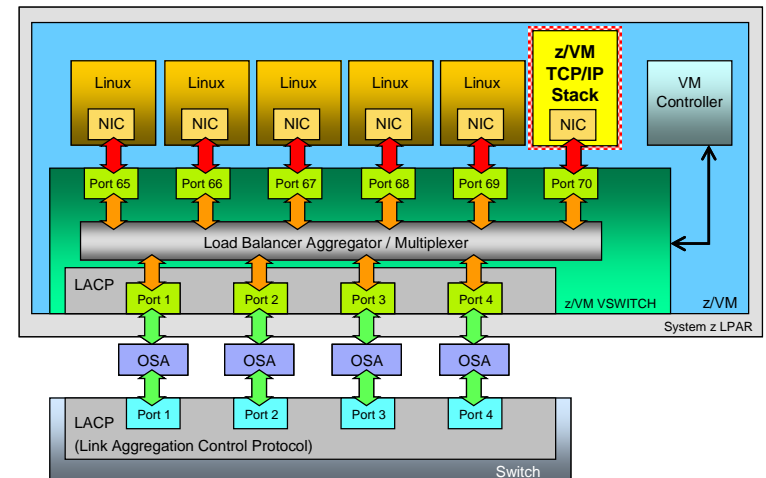 Linux
Linux
Linux
Linux
Linux
z/VM
TCP/IP
Stack
VM
Controller
NIC
NIC
NIC
NIC
NIC
NIC
Port 65
Port 66
Port 67
Port 68
Port 69
Port 70
Load Balancer Aggregator / Multiplexer
LACP
Port 1
Port 2
Port 3
Port 4
z/VM VSWITCH
z/VM
System z LPAR
OSA
OSA
OSA
OSA
LACP
Port 1
Port 2
Port 3
Port 4
(Link Aggregation Control Protocol)
Switch